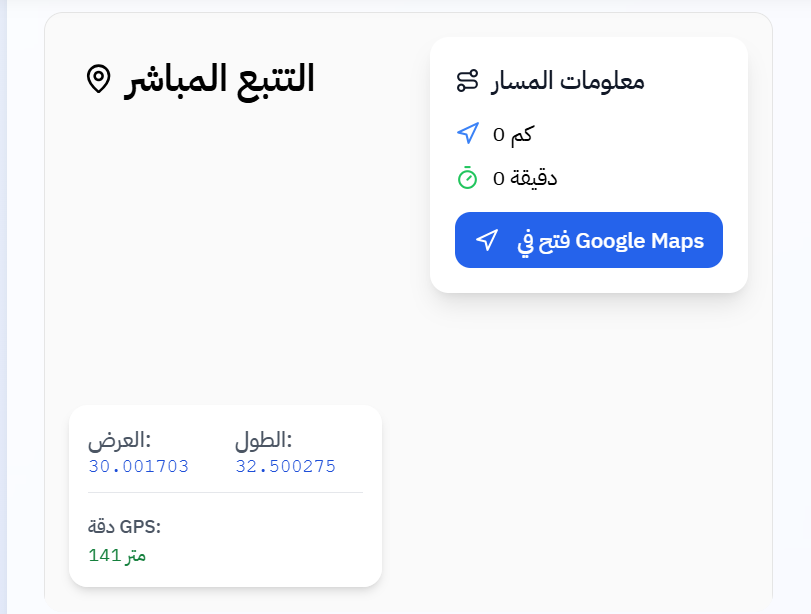 التتبع المباشر
معلومات المسار
0 كم
0 دقيقة
فتح في Google Maps
العرض:
30.001703
الطول:
32.500275
دقة GPS:
141 متر